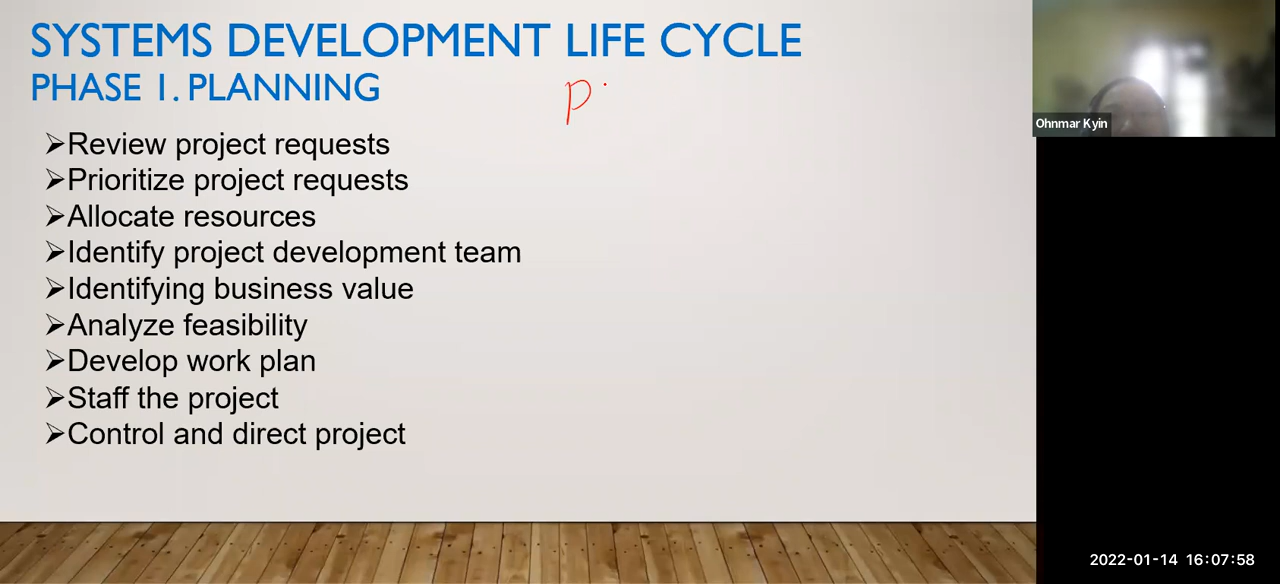 SYSTEMS DEVELOPMENT LIFE CYCLE
PHASE 1. PLANNING
P
➢Review project requests
➢Prioritize project requests
➢Allocate resources
➢Identify project development team
➢Identifying business value
➢Analyze feasibility
➢Develop work plan
➢Staff the project
➢Control and direct project
Ohnmar Kyin
2022-01-14 16:07:58